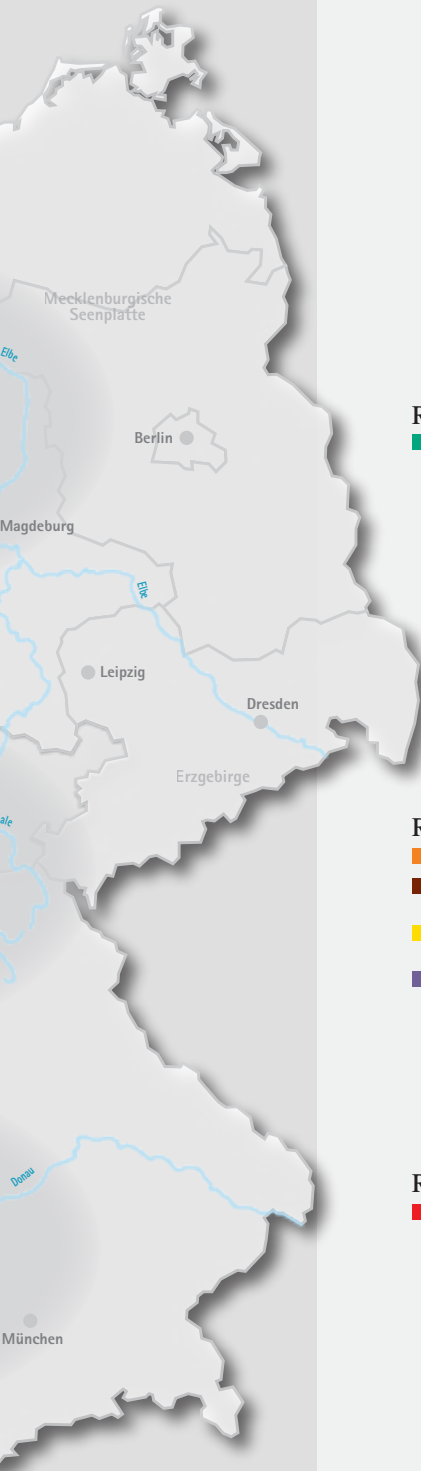 Mecklenburgische
Seenplatte
Elbe
Berlin
Magdeburg
Elbe
Leipzig
Dresden
Erzgebirge
ale
Donau
München
R
R
R